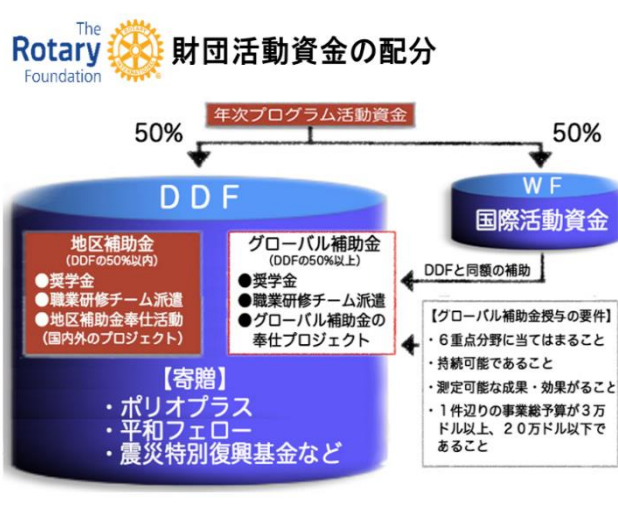 The
Rotary
Foundation
財団活動資金の配分
年次プログラム活動資金
50%
50%
DDF
WF
国際活動資金
地区補助金
(DDFの50%以内)
●奨学金
●職業研修チーム派遣
●地区補助金奉仕活動
(国内外のプロジェクト)
グローバル補助金
(DDFの50%以上)
●奨学金
●職業研修チーム派遣
●グローバル補助金の
奉仕プロジェクト
DDFと同額の補助
【グローバル補助金授与の要件】
・6重点分野に当てはまること
・持続可能であること
・測定可能な成果・効果がること
・1件辺りの事業総予算が3万
ドル以上、20万ドル以下で
あること
【寄贈】
・ポリオプラス
・平和フェロー
・震災特別復興基金など